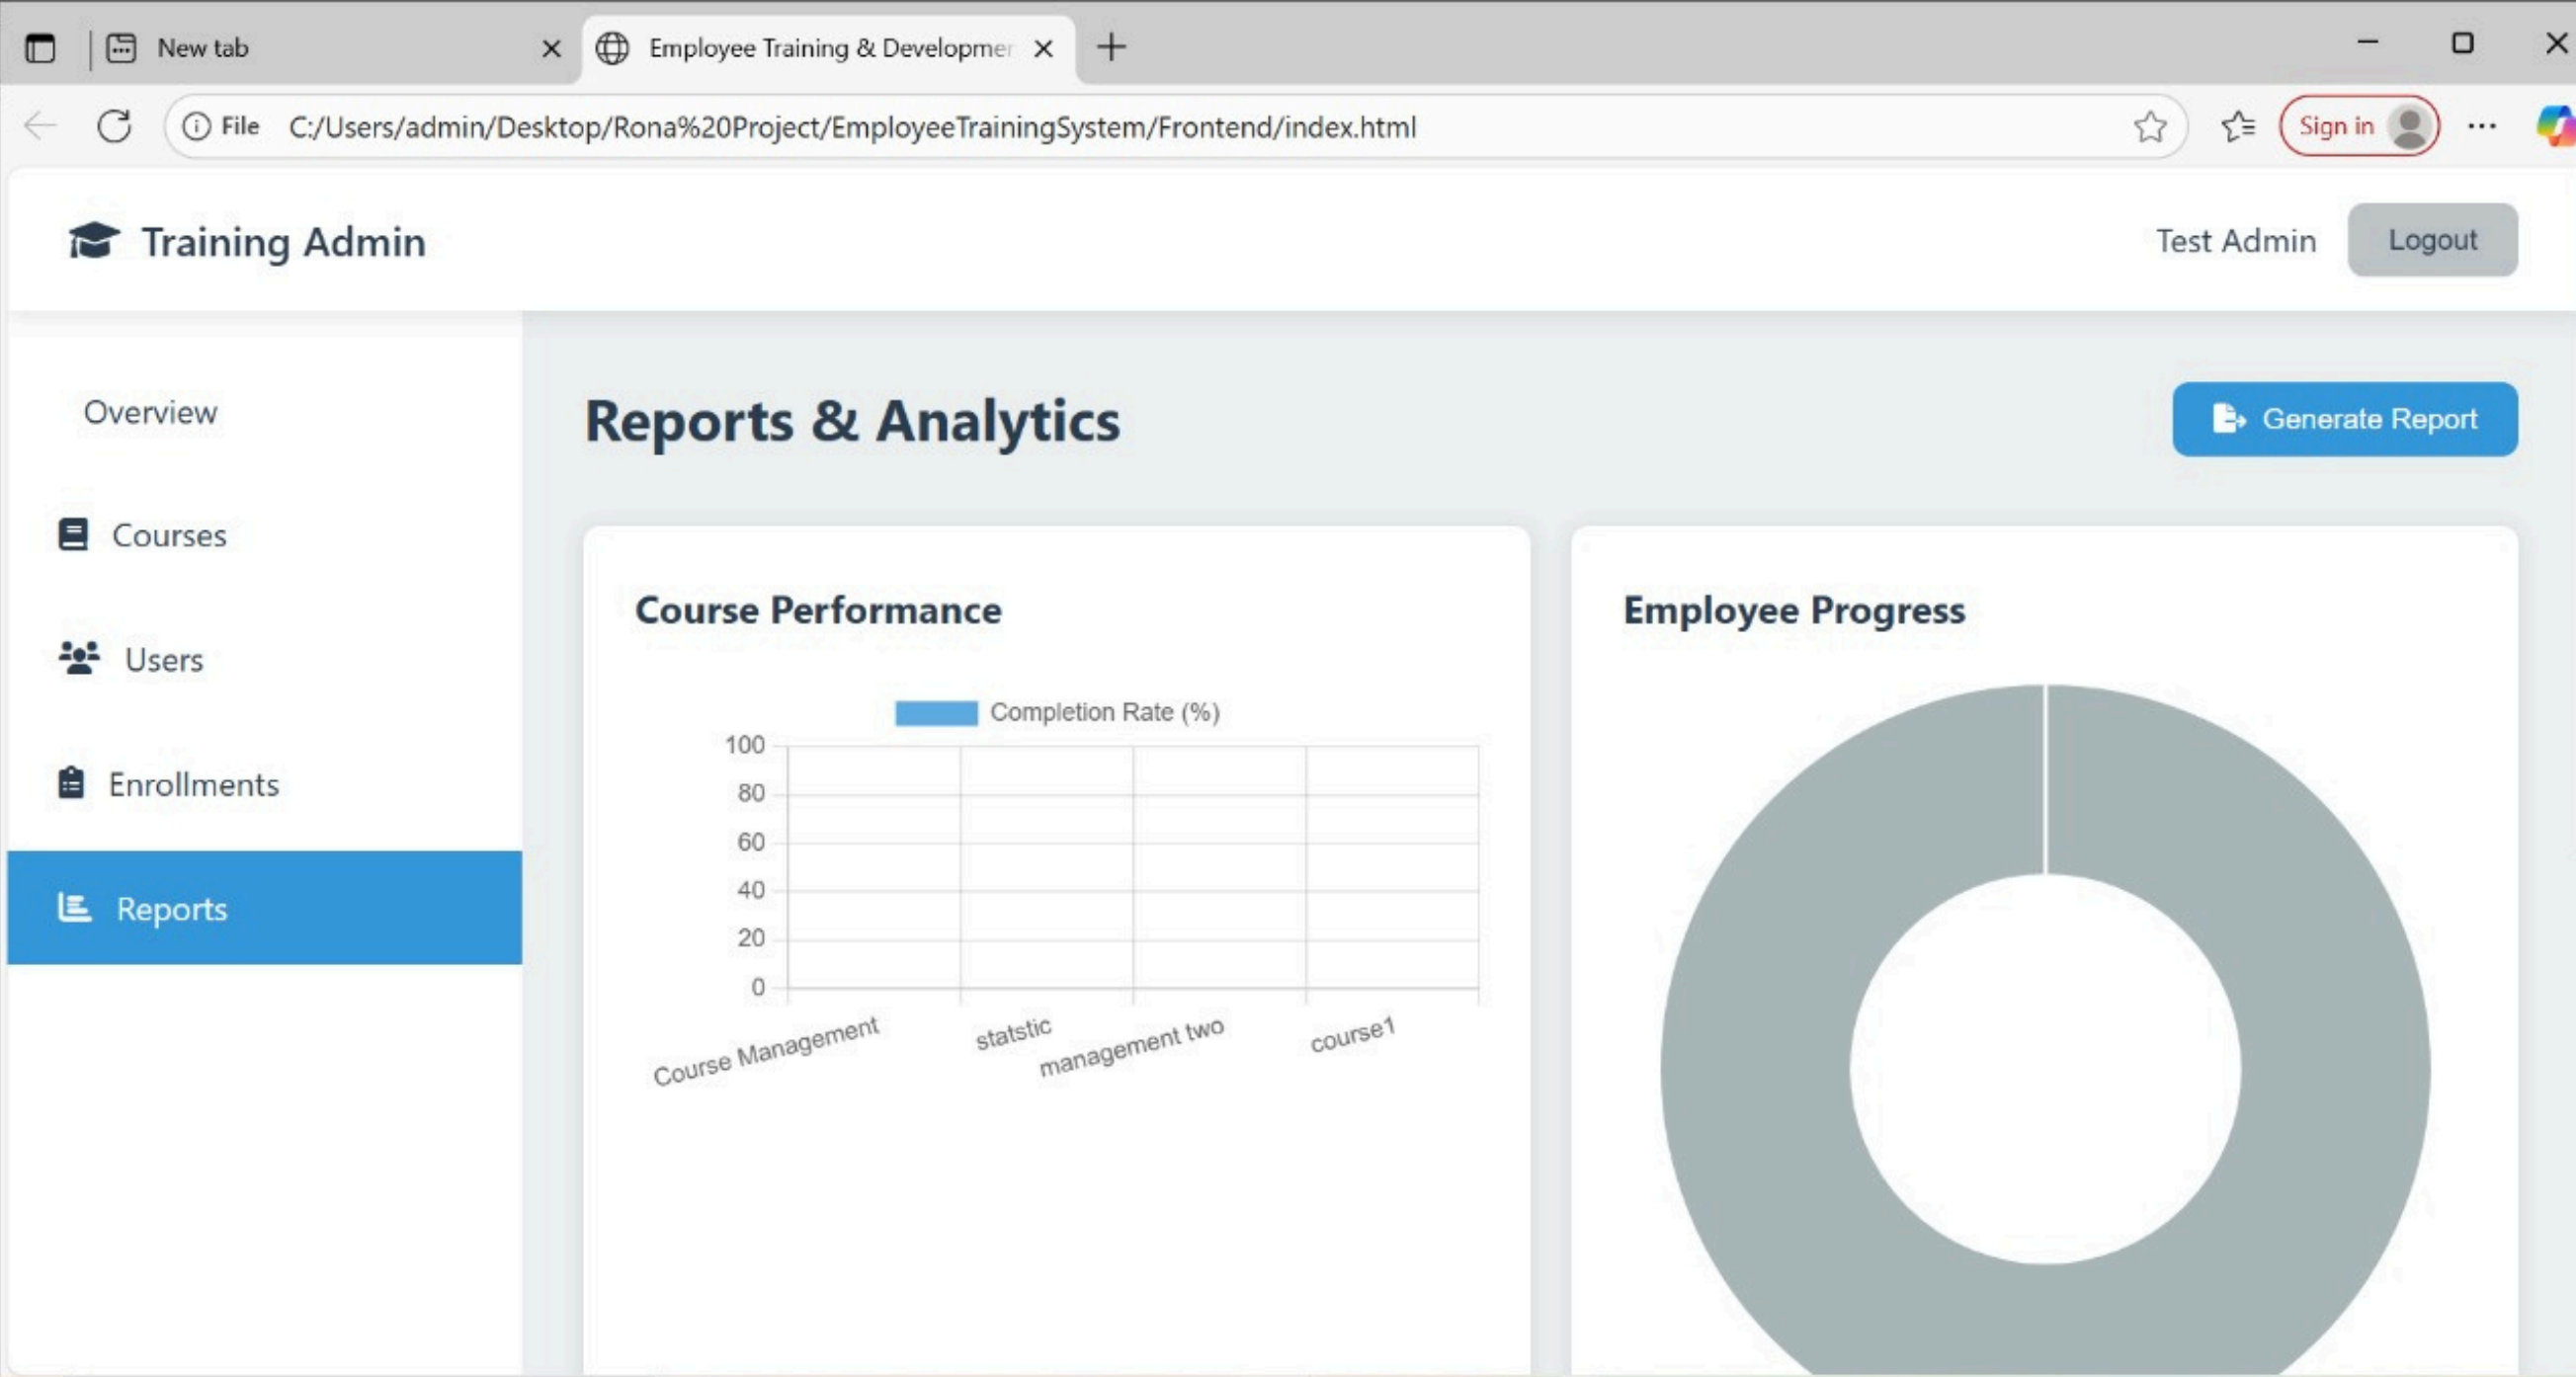 New tab
Employee Training & Developmen
File C:/Users/admin/Desktop/Rona%20Project/EmployeeTrainingSystem/Frontend/index.html
Sign in
Training Admin
Test Admin
Logout
Overview
Courses
Users
Enrollments
Reports
Reports & Analytics
Generate Report
Course Performance
Completion Rate (%)
100
80
60
40
20
0
Course Management
statstic
management two
course1
Employee Progress